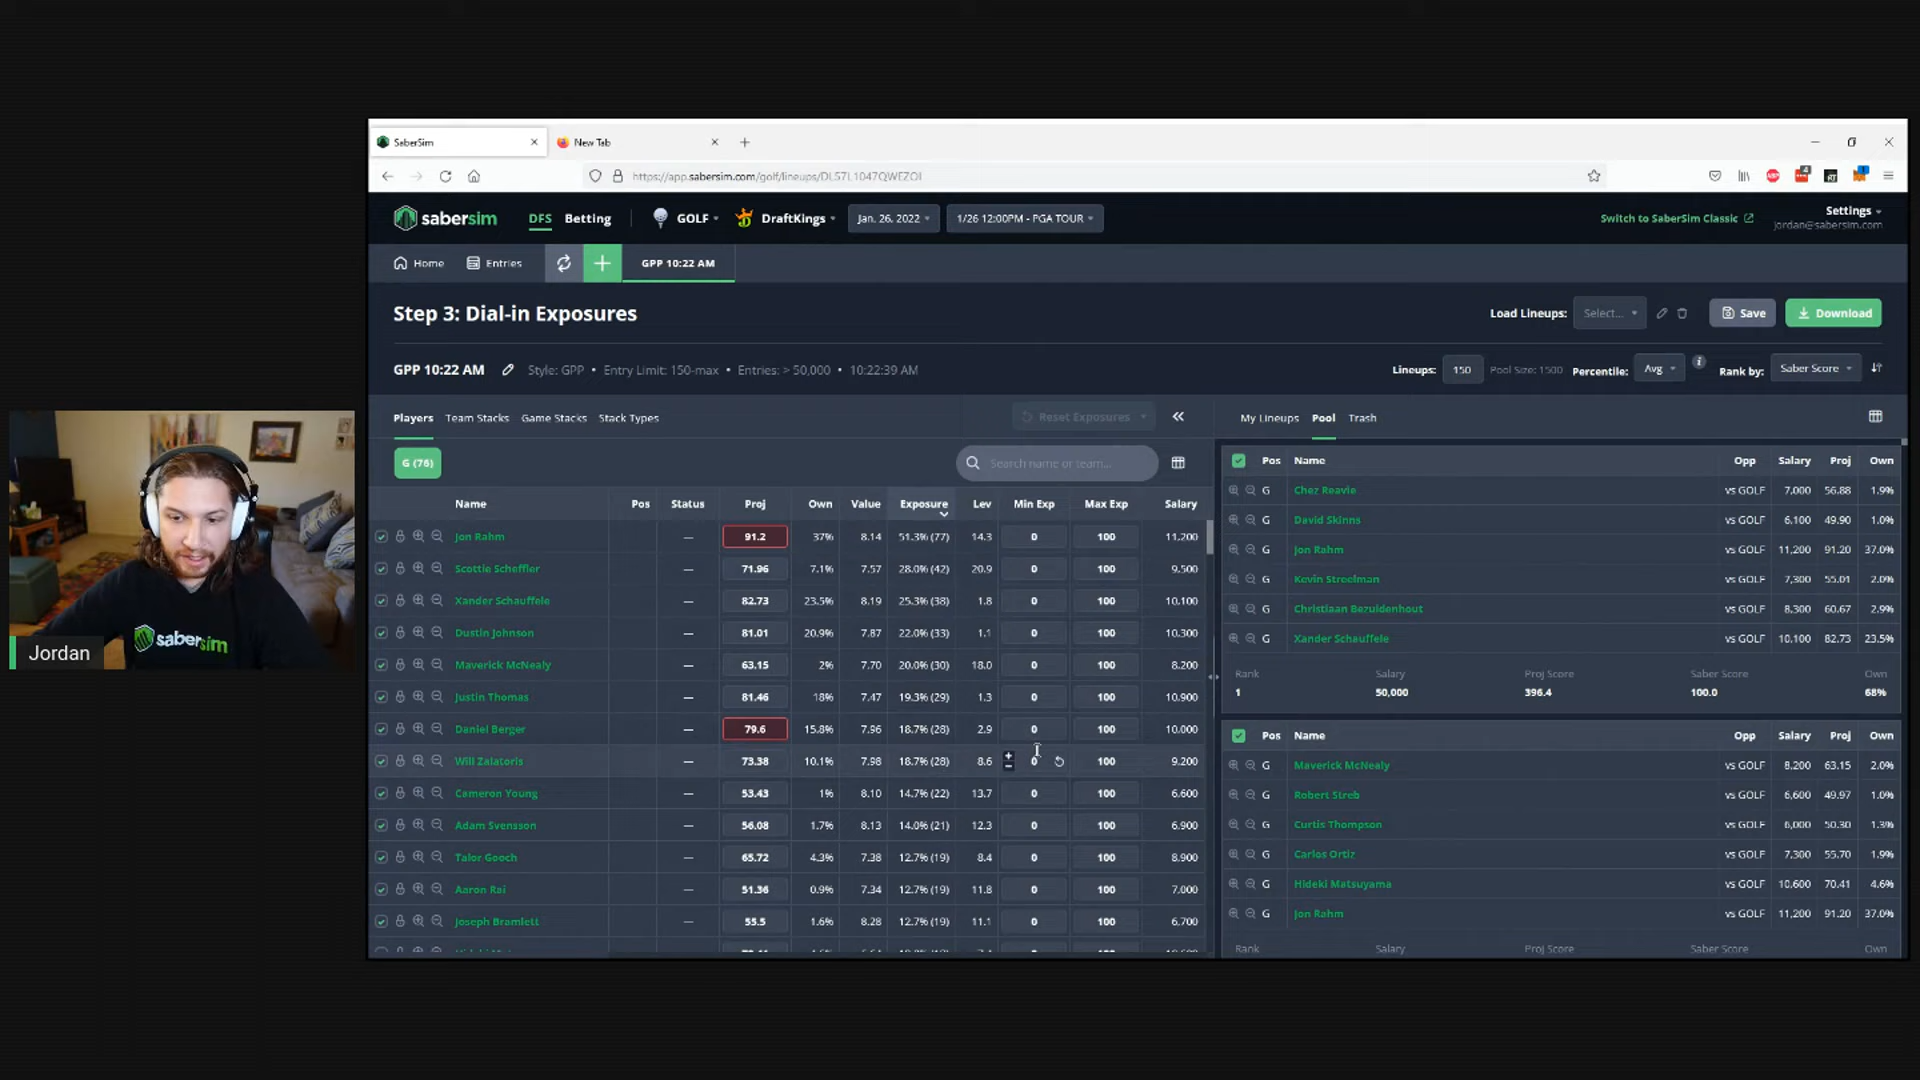 SaberSim
New Tab
https://app.sabersim.com/golf/lineups/DLS7L1047QWEZOI
sabersim DFS Betting GOLF DraftKings Jan. 26, 2022 1/26 12:00PM - PGA TOUR Switch to SaberSim Classic Settings
jordan@sabersim.com
Home Entries GPP 10:22 AM
Step 3: Dial-in Exposures Load Lineups: Select... Save Download
GPP 10:22 AM Style: GPP • Entry Limit: 150-max • Entries: > 50,000 • 10:22:39 AM Lineups: 150 Pool Size: 1500 Percentile: Avg Rank by: Saber Score
Players Team Stacks Game Stacks Stack Types Reset Exposures
G (76) Search name or team...
Name Pos Status Proj Own Value Exposure Lev Min Exp Max Exp Salary
Jon Rahm — 91.2 37% 8.14 51.3% (77) 14.3 0 100 11,200
Scottie Scheffler — 71.96 7.1% 7.57 28.0% (42) 20.9 0 100 9,500
Xander Schauffele — 82.73 23.5% 8.19 25.3% (38) 1.8 0 100 10,100
Dustin Johnson — 81.01 20.9% 7.87 22.0% (33) 1.1 0 100 10,300
Maverick McNealy — 63.15 2% 7.70 20.0% (30) 18.0 0 100 8,200
Justin Thomas — 81.46 18% 7.47 19.3% (29) 1.3 0 100 10,900
Daniel Berger — 79.6 15.8% 7.96 18.7% (28) 2.9 0 100 10,000
Will Zalatoris — 73.38 10.1% 7.98 18.7% (28) 8.6 0 100 9,200
Cameron Young — 53.43 1% 8.10 14.7% (22) 13.7 0 100 6,600
Adam Svensson — 56.08 1.7% 8.13 14.0% (21) 12.3 0 100 6,900
Talor Gooch — 65.72 4.3% 7.38 12.7% (19) 8.4 0 100 8,900
Aaron Rai — 51.36 0.9% 7.34 12.7% (19) 11.8 0 100 7,000
Joseph Bramlett — 55.5 1.6% 8.28 12.7% (19) 11.1 0 100 6,700
My Lineups Pool Trash
Pos Name Opp Salary Proj Own
G Chez Reavie vs GOLF 7,000 56.88 1.9%
G David Skinns vs GOLF 6,100 49.90 1.0%
G Jon Rahm vs GOLF 11,200 91.20 37.0%
G Kevin Streelman vs GOLF 7,300 55.01 2.0%
G Christiaan Bezuidenhout vs GOLF 8,300 60.67 2.9%
G Xander Schauffele vs GOLF 10,100 82.73 23.5%
Rank Salary Proj Score Saber Score Own
1 50,000 396.4 100.0 68%
Pos Name Opp Salary Proj Own
G Maverick McNealy vs GOLF 8,200 63.15 2.0%
G Robert Streb vs GOLF 6,600 49.97 1.0%
G Curtis Thompson vs GOLF 6,000 50.30 1.3%
G Carlos Ortiz vs GOLF 7,300 55.70 1.9%
G Hideki Matsuyama vs GOLF 10,600 70.41 4.6%
G Jon Rahm vs GOLF 11,200 91.20 37.0%
Rank Salary Proj Score Saber Score Own
sabersim
Jordan